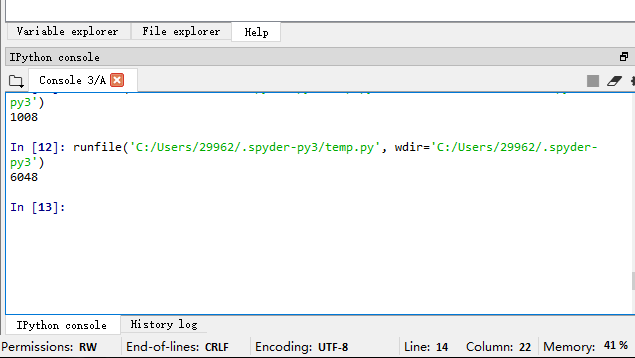 Variable explorer File explorer Help
IPython console
Console 3/A
py3')
1008
In [12]: runfile('C:/Users/29962/.spyder-py3/temp.py', wdir='C:/Users/29962/.spyder-
py3')
6048
In [13]:
IPython console History log
Permissions: RW End-of-lines: CRLF Encoding: UTF-8 Line: 14 Column: 22 Memory: 41 %